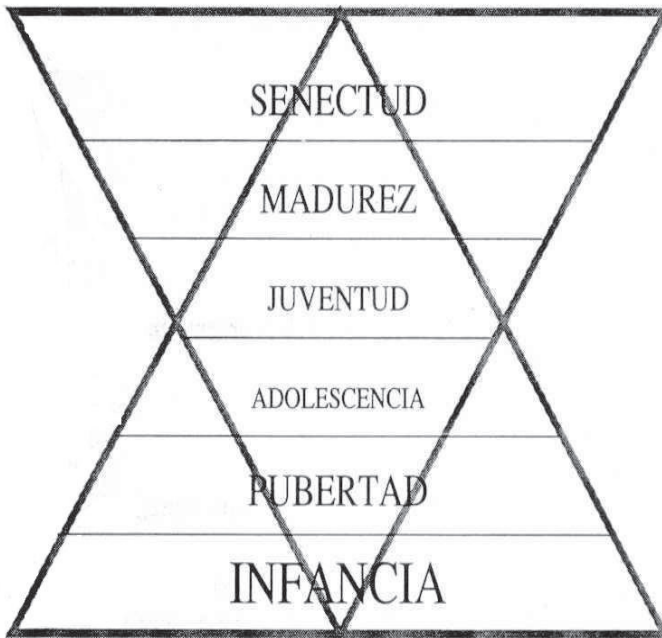 SENECTUD
MADUREZ
JUVENTUD
ADOLESCENCIA
PUBERTAD
INFANCIA